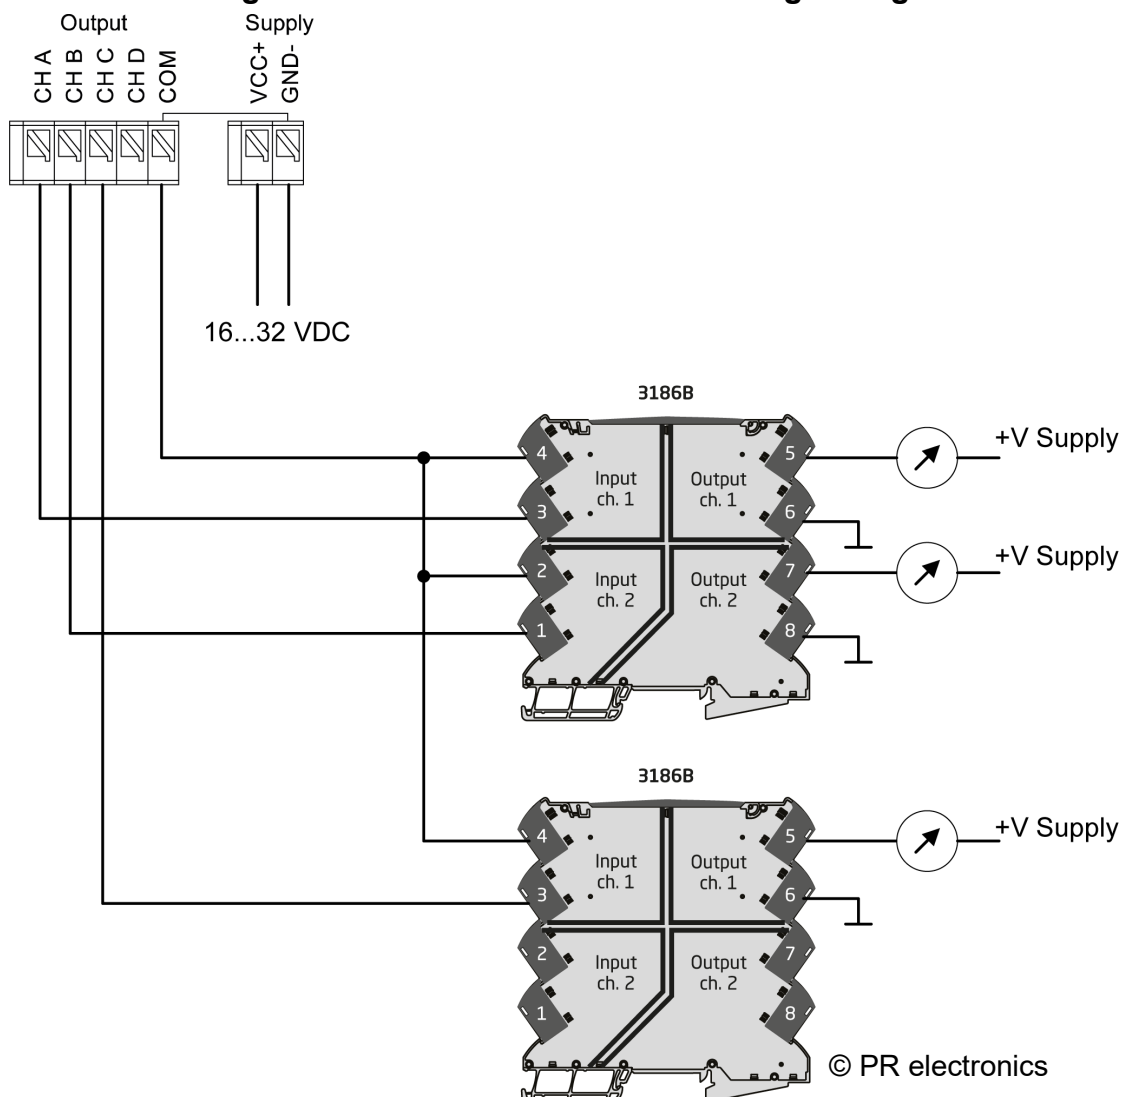 Output Supply
CH A
CH B
CH C
CH D
COM
VCC+
GND-
16...32 VDC
3186B
4
Input
ch. 1
Output
ch. 1
5
+V Supply
3
6
2
Input
ch. 2
Output
ch. 2
7
+V Supply
1
8
3186B
4
Input
ch. 1
Output
ch. 1
5
+V Supply
3
6
2
Input
ch. 2
Output
ch. 2
7
1
8
© PR electronics